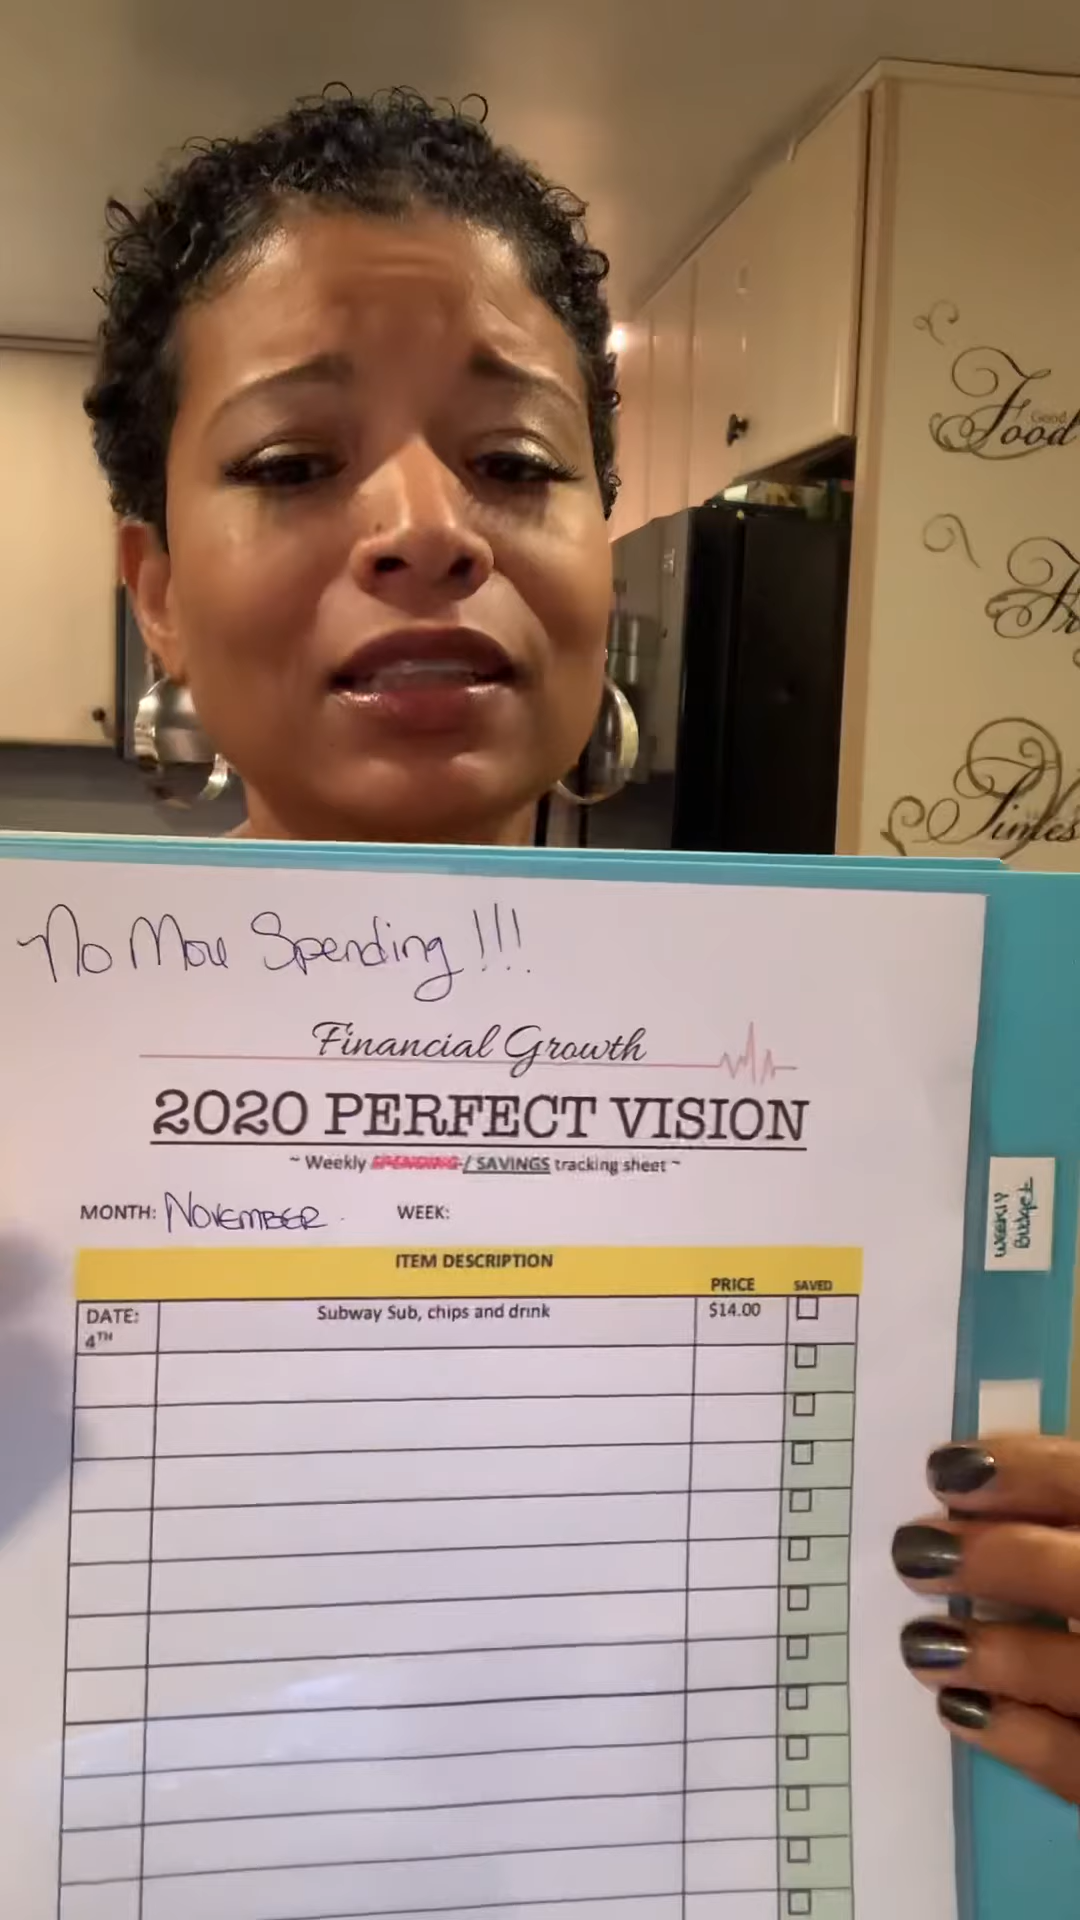 Good
Food
Times
No More Spending!!!
Financial Growth
2020 PERFECT VISION
~ Weekly SPENDING / SAVINGS tracking sheet ~
MONTH: NOVEMBER WEEK:
ITEM DESCRIPTION PRICE SAVED
DATE: 4TH Subway Sub, chips and drink $14.00
WEEKLY
Budget